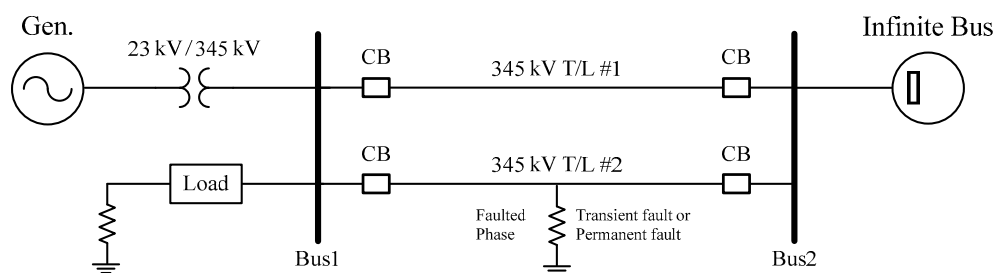 Gen.
Infinite Bus
23 kV/345 kV
CB
345 kV T/L #1
CB
CB
345 kV T/L #2
CB
Load
Faulted
Phase
Transient fault or
Permanent fault
Bus1
Bus2